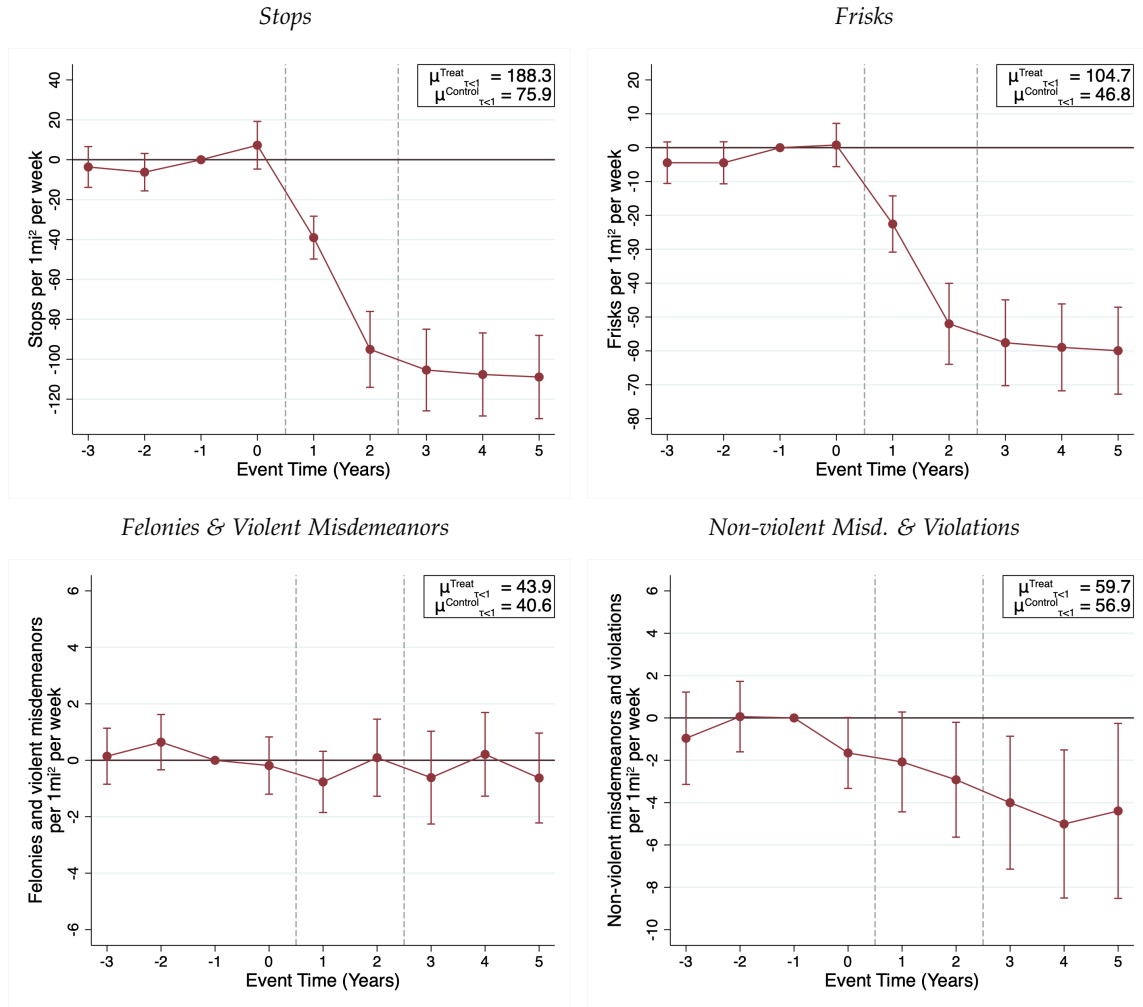 Stops
μTreat τ<1 = 188.3
μControl τ<1 = 75.9
40
20
0
-20
-40
-60
-80
-100
-120
Stops per 1mi² per week
-3 -2 -1 0 1 2 3 4 5
Event Time (Years)
Frisks
μTreat τ<1 = 104.7
μControl τ<1 = 46.8
20
10
0
-10
-20
-30
-40
-50
-60
-70
-80
Frisks per 1mi² per week
-3 -2 -1 0 1 2 3 4 5
Event Time (Years)
Felonies & Violent Misdemeanors
μTreat τ<1 = 43.9
μControl τ<1 = 40.6
6
4
2
0
-2
-4
-6
Felonies and violent misdemeanors
per 1mi² per week
-3 -2 -1 0 1 2 3 4 5
Event Time (Years)
Non-violent Misd. & Violations
μTreat τ<1 = 59.7
μControl τ<1 = 56.9
6
4
2
0
-2
-4
-6
-8
-10
Non-violent misdemeanors and violations
per 1mi² per week
-3 -2 -1 0 1 2 3 4 5
Event Time (Years)